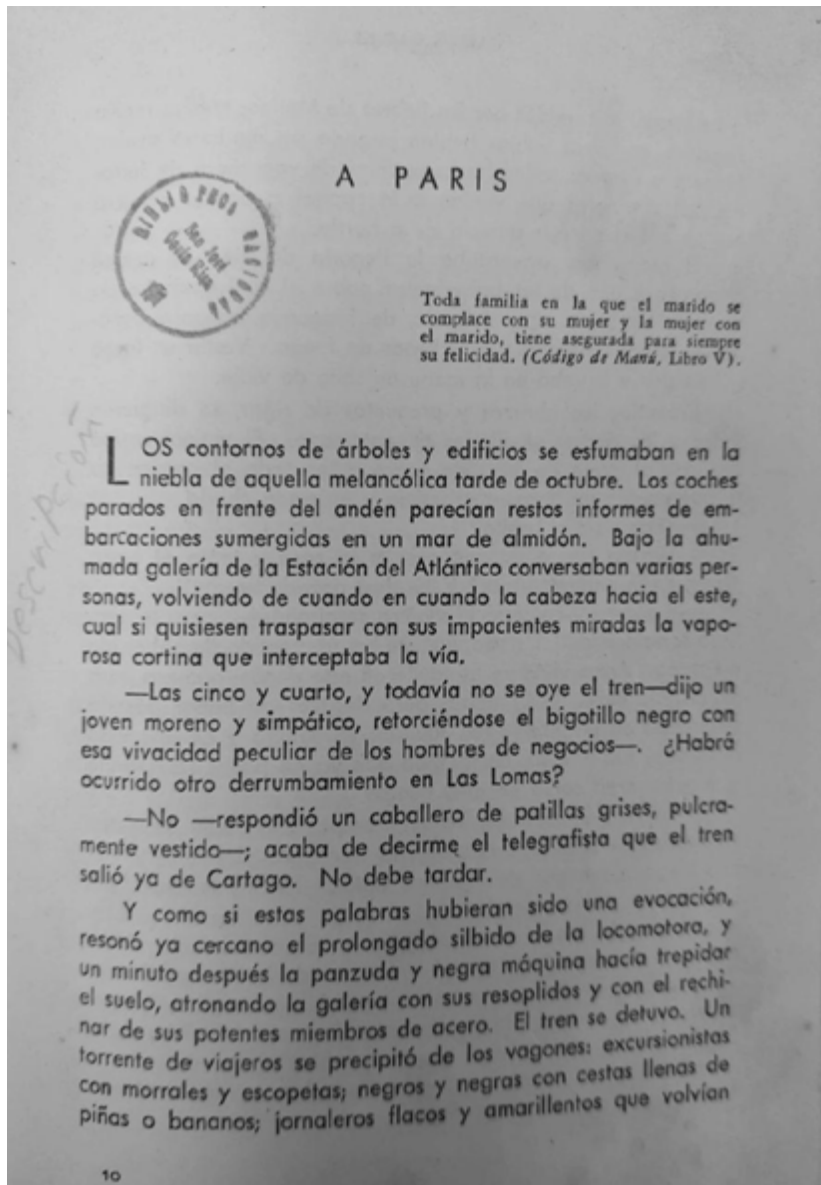 A PARIS
BIBLIOTECA NACIONAL
San José
Costa Rica
Toda familia en la que el marido se
complace con su mujer y la mujer con
el marido, tiene asegurada para siempre
su felicidad. (Código de Manú, Libro V).
Descripción
LOS contornos de árboles y edificios se esfumaban en la
niebla de aquella melancólica tarde de octubre. Los coches
parados en frente del andén parecían restos informes de em-
barcaciones sumergidas en un mar de almidón. Bajo la ahu-
mada galería de la Estación del Atlántico conversaban varias per-
sonas, volviendo de cuando en cuando la cabeza hacia el este,
cual si quisiesen traspasar con sus impacientes miradas la vapo-
rosa cortina que interceptaba la vía.
—Las cinco y cuarto, y todavía no se oye el tren—dijo un
joven moreno y simpático, retorciéndose el bigotillo negro con
esa vivacidad peculiar de los hombres de negocios—. ¿Habrá
ocurrido otro derrumbamiento en Las Lomas?
—No —respondió un caballero de patillas grises, pulcra-
mente vestido—; acaba de decirme el telegrafista que el tren
salió ya de Cartago. No debe tardar.
Y como si estas palabras hubieran sido una evocación,
resonó ya cercano el prolongado silbido de la locomotora, y
un minuto después la panzuda y negra máquina hacía trepidar
el suelo, atronando la galería con sus resoplidos y con el rechi-
nar de sus potentes miembros de acero. El tren se detuvo. Un
torrente de viajeros se precipitó de los vagones: excursionistas
con morrales y escopetas; negros y negras con cestas llenas de
piñas o bananos; jornaleros flacos y amarillentos que volvían
10